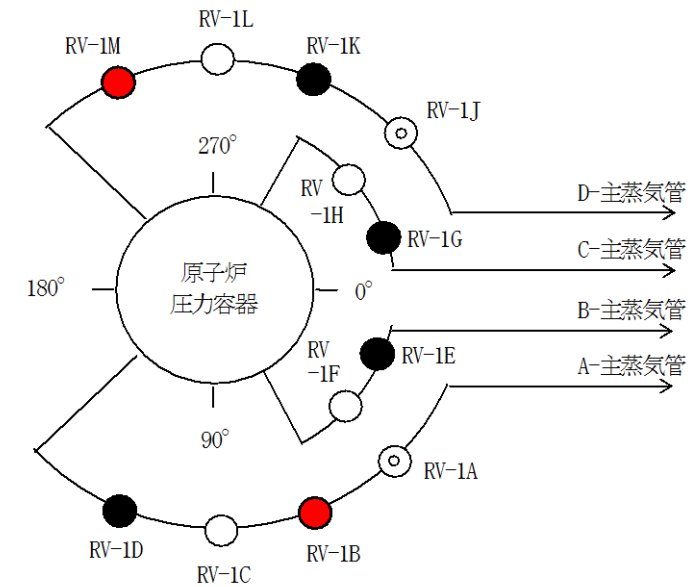 RV-1L
RV-1M
RV-1K
RV-1J
270°
RV
-1H
D-主蒸気管
RV-1G
C-主蒸気管
原子炉
圧力容器
180°
0°
B-主蒸気管
RV
-1F
RV-1E
A-主蒸気管
90°
RV-1A
RV-1D
RV-1B
RV-1C